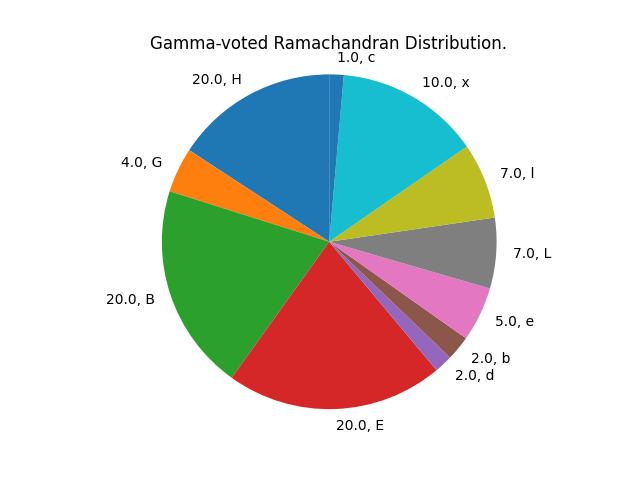 Gamma-voted Ramachandran Distribution.
1.0, c
20.0, H
10.0, x
4.0, G
7.0, l
7.0, L
20.0, B
5.0, e
2.0, b
2.0, d
20.0, E